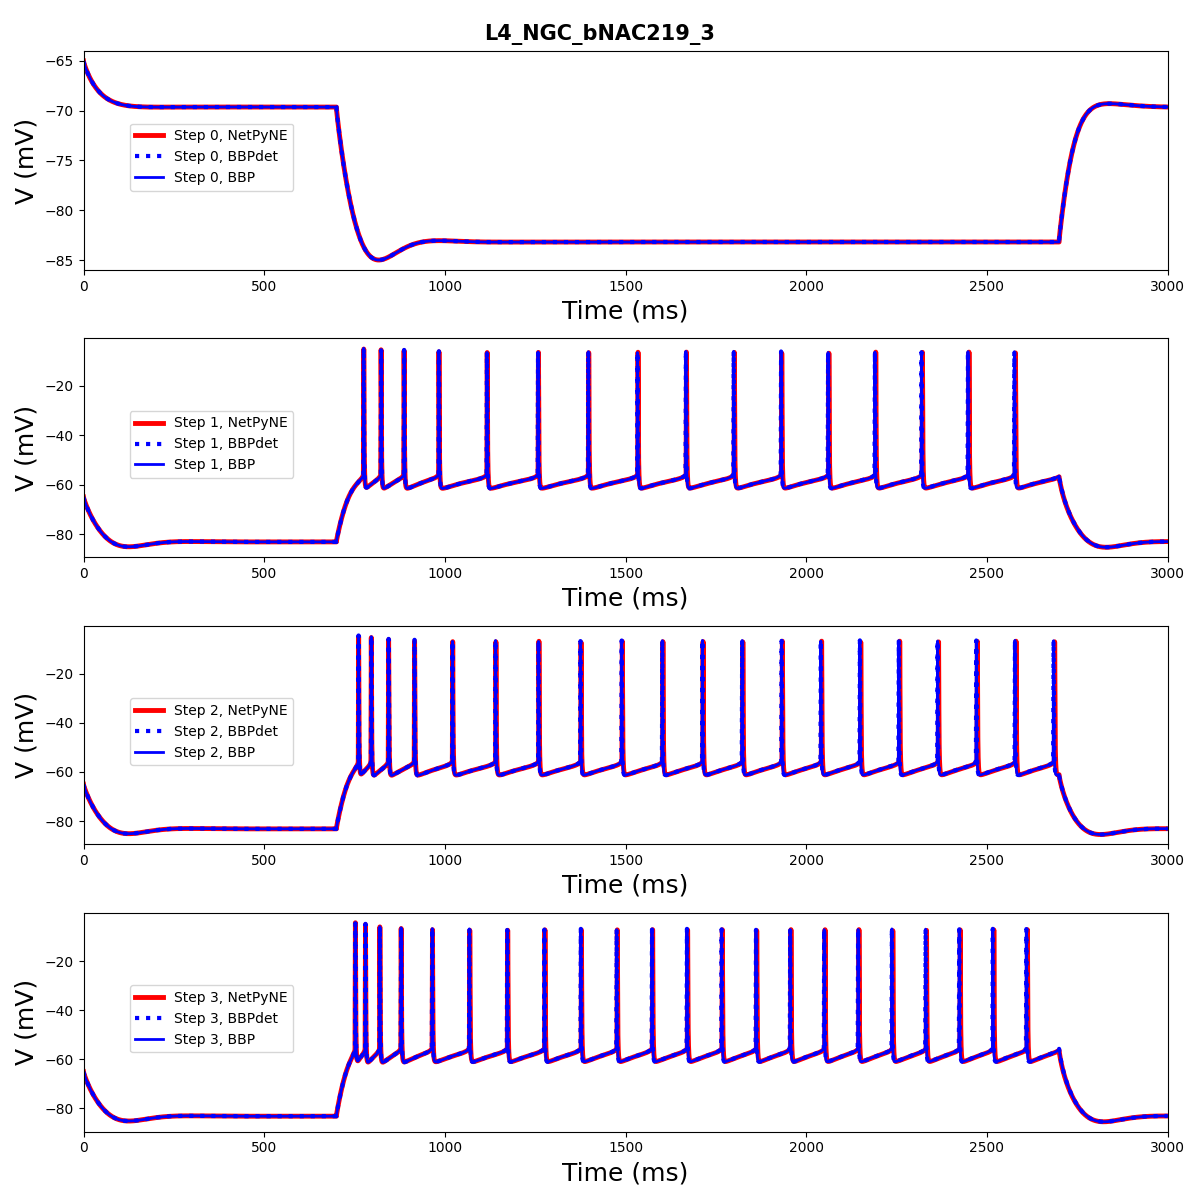 L4_NGC_bNAC219_3
V (mV)
−65
−70
−75
−80
−85
Step 0, NetPyNE
Step 0, BBPdet
Step 0, BBP
0 500 1000 1500 2000 2500 3000
Time (ms)
V (mV)
−20
−40
−60
−80
Step 1, NetPyNE
Step 1, BBPdet
Step 1, BBP
0 500 1000 1500 2000 2500 3000
Time (ms)
V (mV)
−20
−40
−60
−80
Step 2, NetPyNE
Step 2, BBPdet
Step 2, BBP
0 500 1000 1500 2000 2500 3000
Time (ms)
V (mV)
−20
−40
−60
−80
Step 3, NetPyNE
Step 3, BBPdet
Step 3, BBP
0 500 1000 1500 2000 2500 3000
Time (ms)